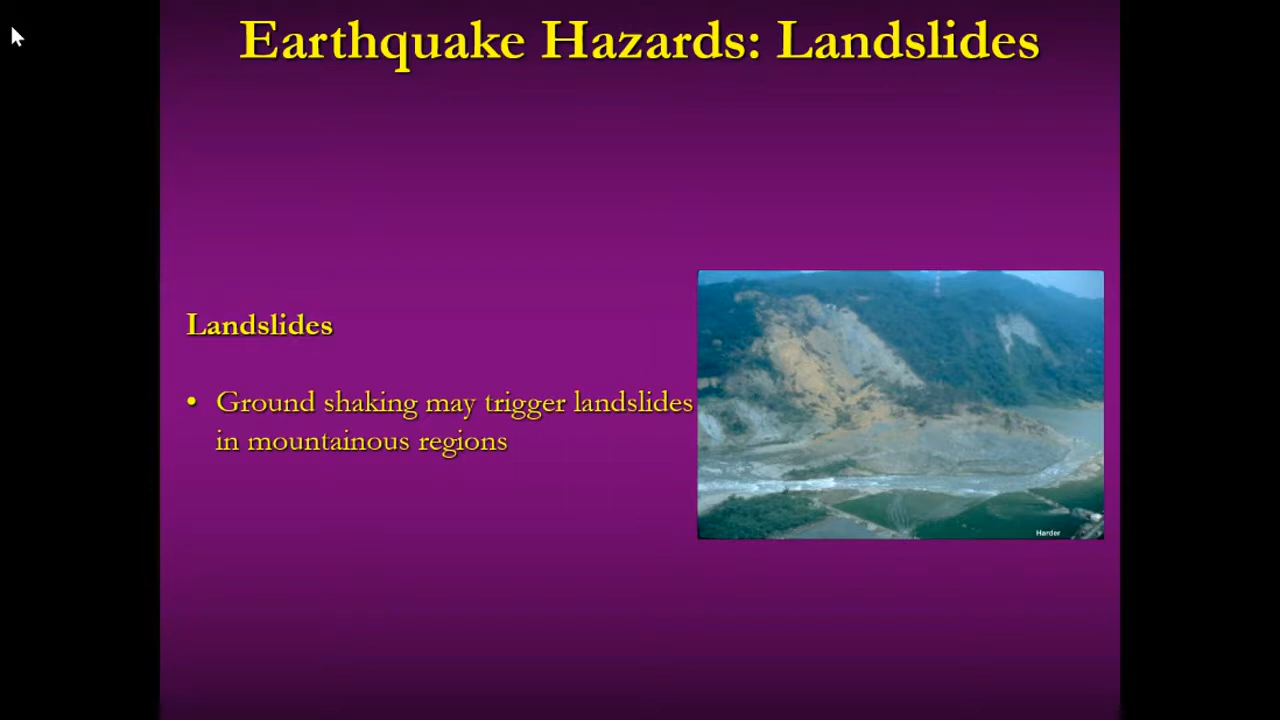 Earthquake Hazards: Landslides
Landslides
• Ground shaking may trigger landslides
in mountainous regions
Harder